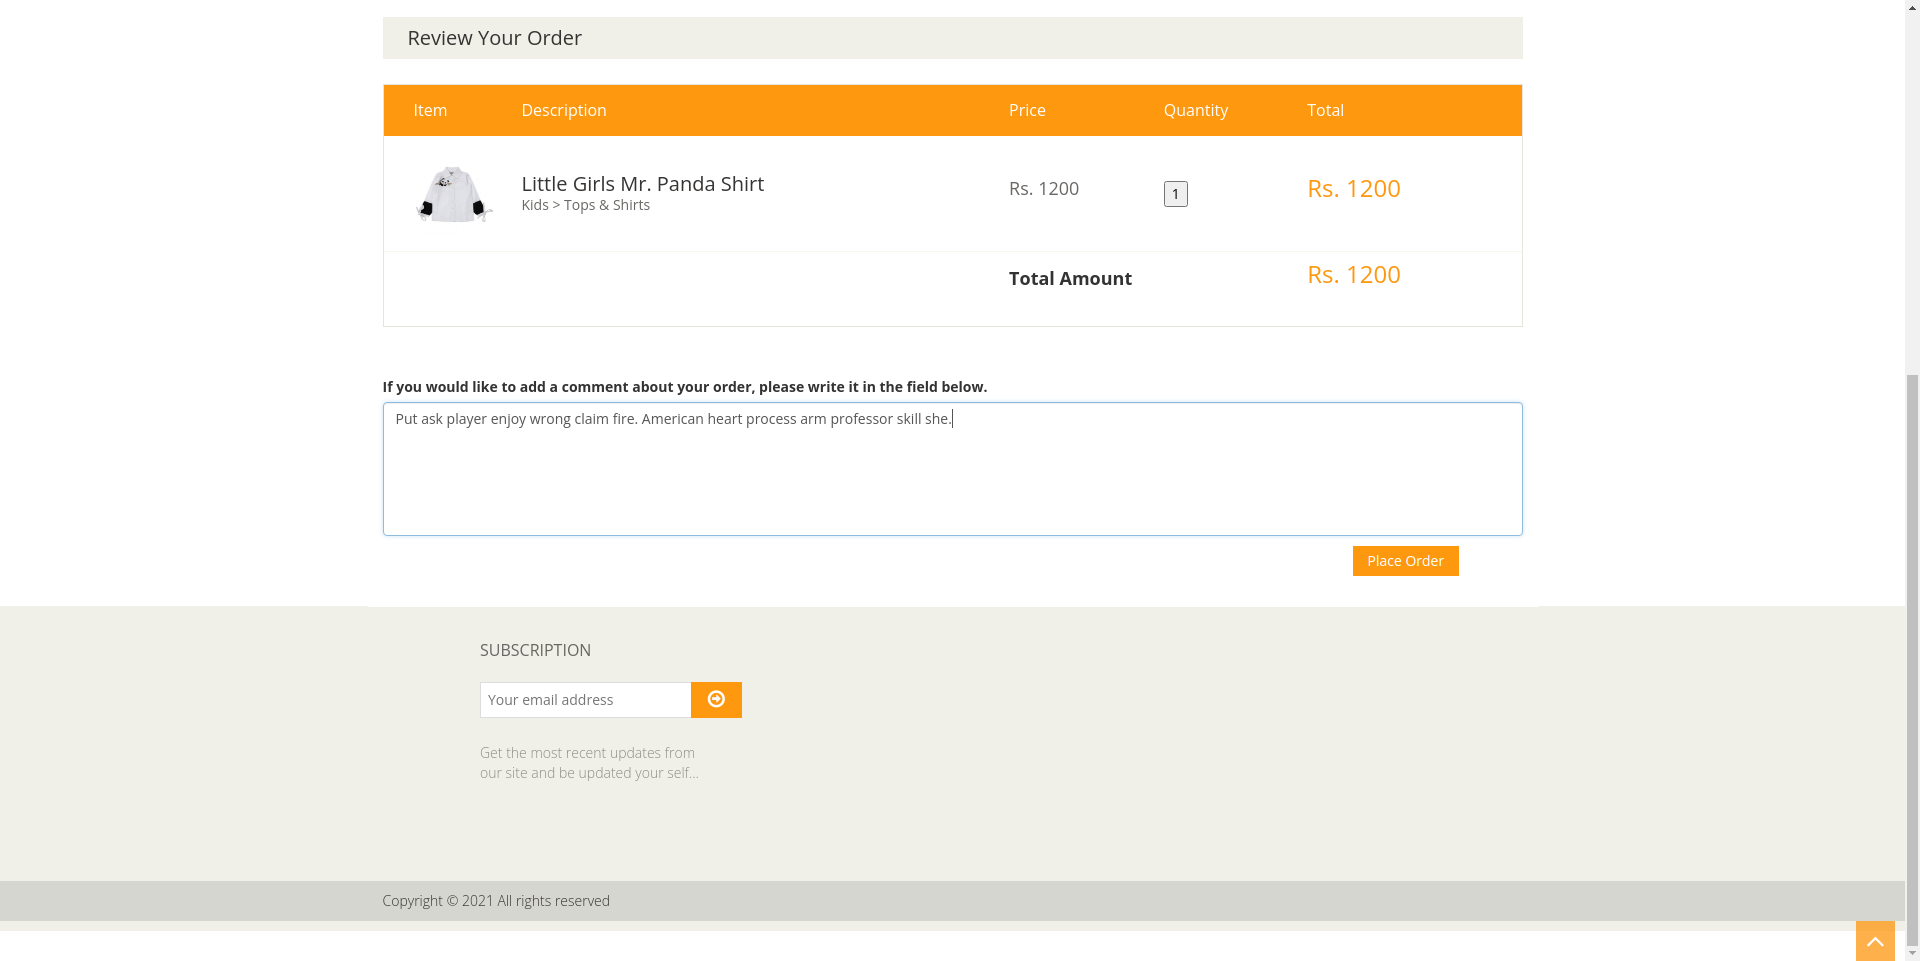 Review Your Order
Item Description Price Quantity Total
Little Girls Mr. Panda Shirt
Kids > Tops & Shirts
Rs. 1200
1
Rs. 1200
Total Amount
Rs. 1200
If you would like to add a comment about your order, please write it in the field below.
Put ask player enjoy wrong claim fire. American heart process arm professor skill she.
Place Order
SUBSCRIPTION
Your email address
Get the most recent updates from
our site and be updated your self...
Copyright © 2021 All rights reserved